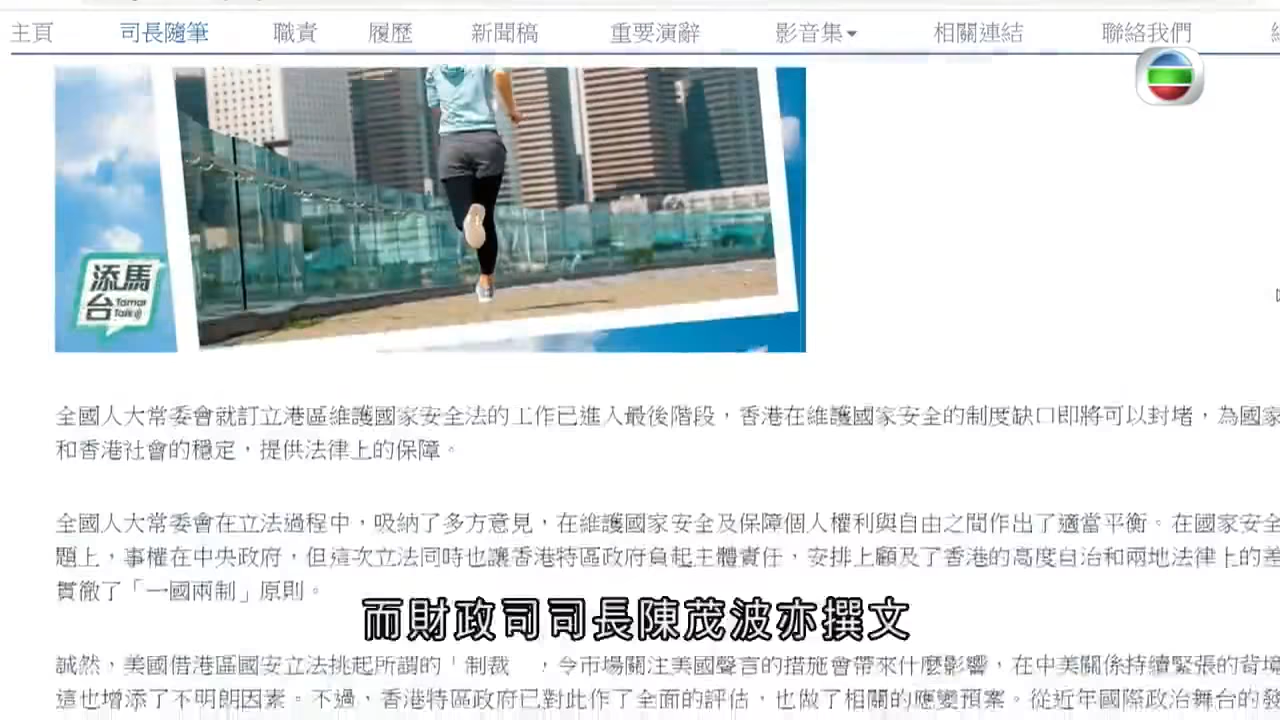 主頁 司長隨筆 職責 履歷 新聞稿 重要演辭 影音集 相關連結 聯絡我們
添馬
台 Tamar
Talk
全國人大常委會就訂立港區維護國家安全法的工作已進入最後階段，香港在維護國家安全的制度缺口即將可以封堵，為國家
和香港社會的穩定，提供法律上的保障。
全國人大常委會在立法過程中，吸納了多方意見，在維護國家安全及保障個人權利與自由之間作出了適當平衡。在國家安全
題上，事權在中央政府，但這次立法同時也讓香港特區政府負起主體責任，安排上顧及了香港的高度自治和兩地法律上的差
貫徹了「一國兩制」原則。
而財政司司長陳茂波亦撰文
誠然，美國借港區國安立法挑起所謂的「制裁 ，令市場關注美國聲言的措施會帶來什麼影響，在中美關係持續緊張的背境
這也增添了不明朗因素。不過，香港特區政府已對此作了全面的評估，也做了相關的應變預案。從近年國際政治舞台的發